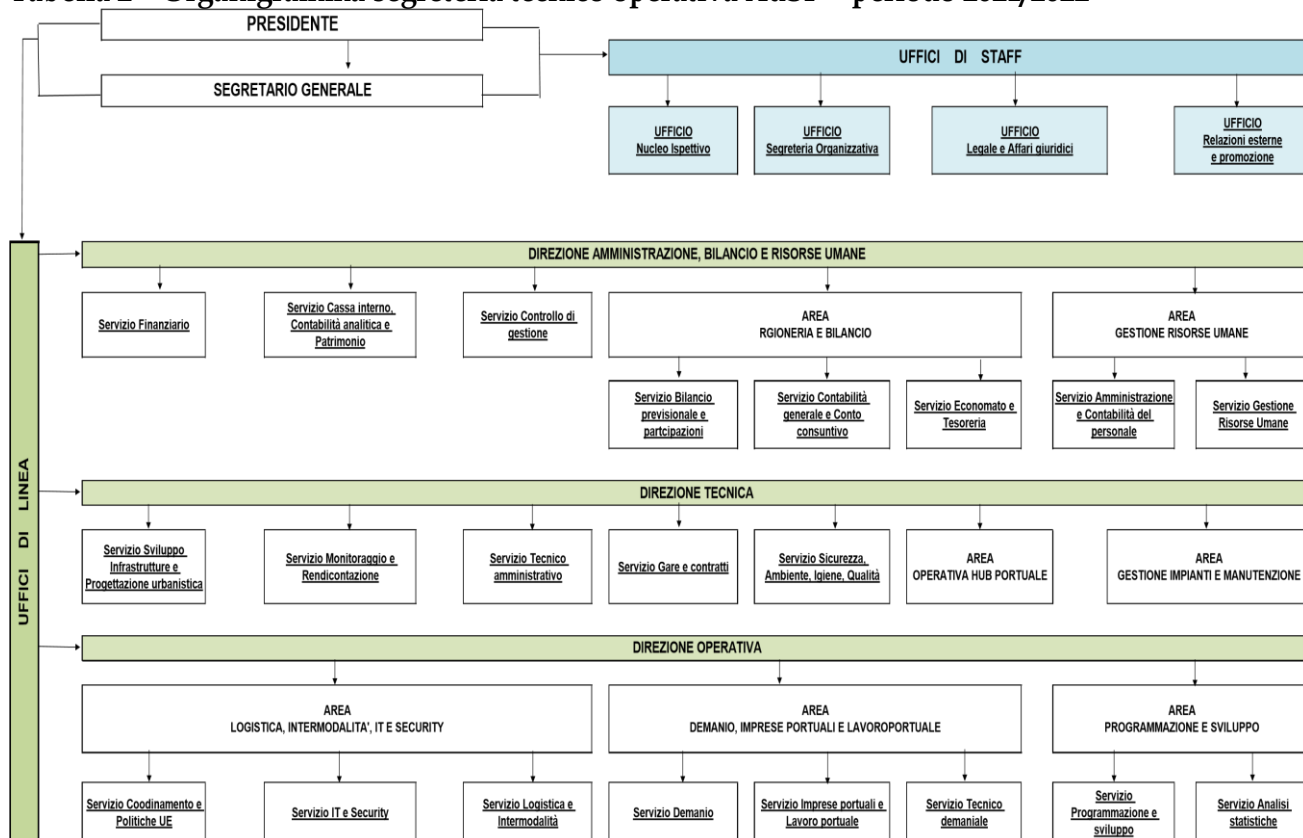 Tabella – Organigramma segreteria tecnico operativa – periodo
PRESIDENTE
SEGRETARIO GENERALE
UFFICI DI STAFF
UFFICIO
Nucleo Ispettivo
UFFICIO
Segreteria Organizzativa
UFFICIO
Legale e Affari giuridici
UFFICIO
Relazioni esterne
e promozione
UFFICI DI LINEA
DIREZIONE AMMINISTRAZIONE, BILANCIO E RISORSE UMANE
Servizio Finanziario
Servizio Cassa interno,
Contabilità analitica e
Patrimonio
Servizio Controllo di
gestione
AREA
RGIONERIA E BILANCIO
AREA
GESTIONE RISORSE UMANE
Servizio Bilancio
previsionale e
partcipazioni
Servizio Contabilità
generale e Conto
consuntivo
Servizio Economato e
Tesoreria
Servizio Amministrazione
e Contabilità del
personale
Servizio Gestione
Risorse Umane
DIREZIONE TECNICA
Servizio Sviluppo
Infrastrutture e
Progettazione urbanistica
Servizio Monitoraggio e
Rendicontazione
Servizio Tecnico
amministrativo
Servizio Gare e contratti
Servizio Sicurezza,
Ambiente, Igiene, Qualità
AREA
OPERATIVA HUB PORTUALE
AREA
GESTIONE IMPIANTI E MANUTENZIONE
DIREZIONE OPERATIVA
AREA
LOGISTICA, INTERMODALITA', IT E SECURITY
AREA
DEMANIO, IMPRESE PORTUALI E LAVOROPORTUALE
AREA
PROGRAMMAZIONE E SVILUPPO
Servizio Coodinamento e
Politiche UE
Servizio IT e Security
Servizio Logistica e
Intermodalità
Servizio Demanio
Servizio Imprese portuali e
Lavoro portuale
Servizio Tecnico
demaniale
Servizio
Programmazione e
sviluppo
Servizio Analisi
statistiche